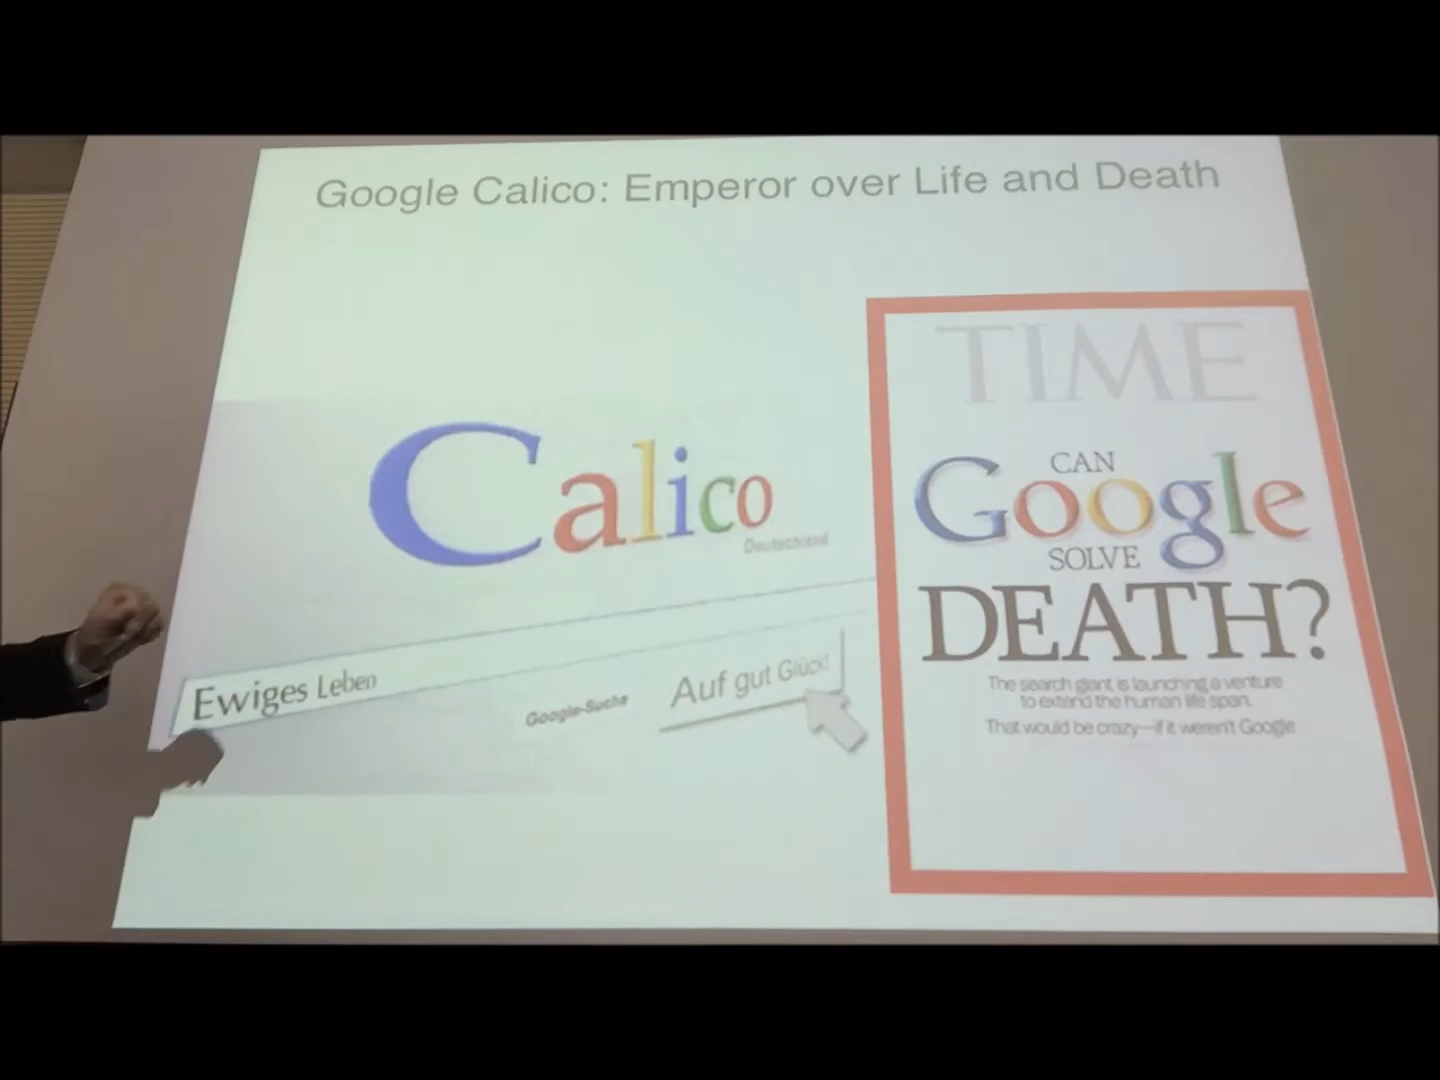 Google Calico: Emperor over Life and Death
Calico
Deutschland
Ewiges Leben
Google-Suche
Auf gut Glück!
TIME
CAN
Google
SOLVE
DEATH?
The search giant is launching a venture
to extend the human life span.
That would be crazy—if it weren't Google